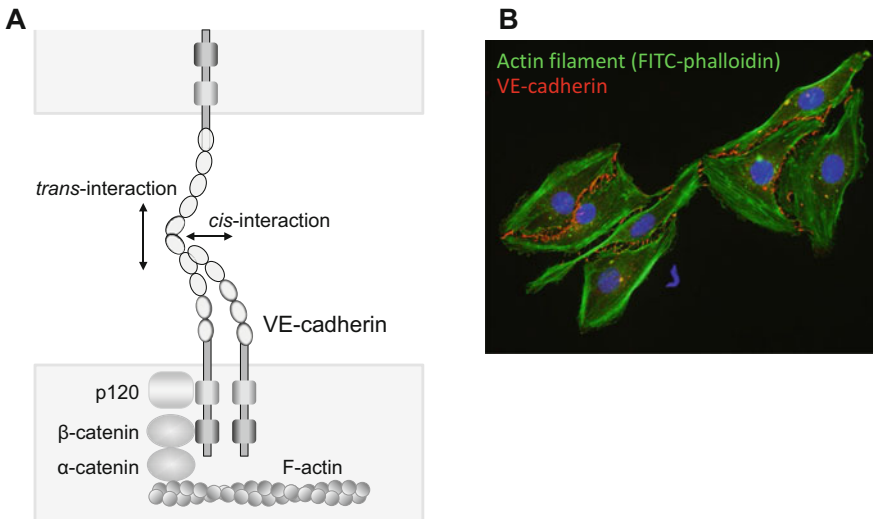 A
trans-interaction
cis-interaction
VE-cadherin
p120
β-catenin
α-catenin
F-actin
B
Actin filament (FITC-phalloidin)
VE-cadherin